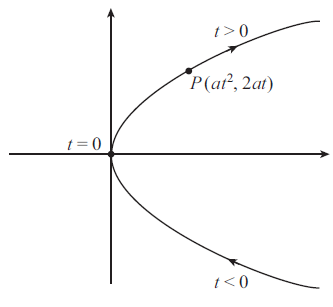 t > 0
P(at², 2at)
t = 0
t < 0